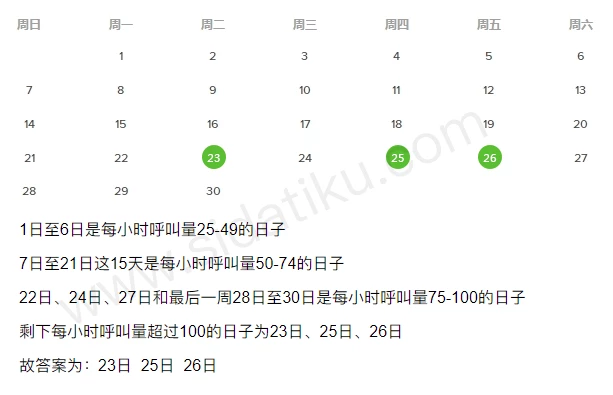 周日 周一 周二 周三 周四 周五 周六
1 2 3 4 5 6
7 8 9 10 11 12 13
14 15 16 17 18 19 20
21 22 23 24 25 26 27
28 29 30
1日至6日是每小时呼叫量25-49的日子
7日至21日这15天是每小时呼叫量50-74的日子
22日、24日、27日和最后一周28日至30日是每小时呼叫量75-100的日子
剩下每小时呼叫量超过100的日子为23日、25日、26日
故答案为：23日 25日 26日
www.sidatiku.com